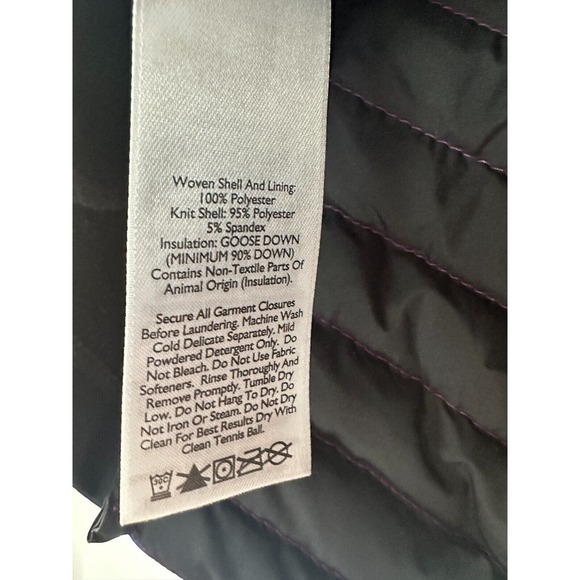 Woven Shell And Lining:
100% Polyester
Knit Shell: 95% Polyester
5% Spandex
Insulation: GOOSE DOWN
(MINIMUM 90% DOWN)
Contains Non-Textile Parts Of
Animal Origin (Insulation).
Secure All Garment Closures
Before Laundering. Machine Wash
Cold Delicate Separately. Mild
Powdered Detergent Only. Do
Not Bleach. Do Not Use Fabric
Softeners. Rinse Thoroughly And
Remove Promptly. Tumble Dry
Low. Do Not Hang To Dry. Do
Not Iron Or Steam. Do Not Dry
Clean For Best Results Dry With
Clean Tennis Ball.
30C